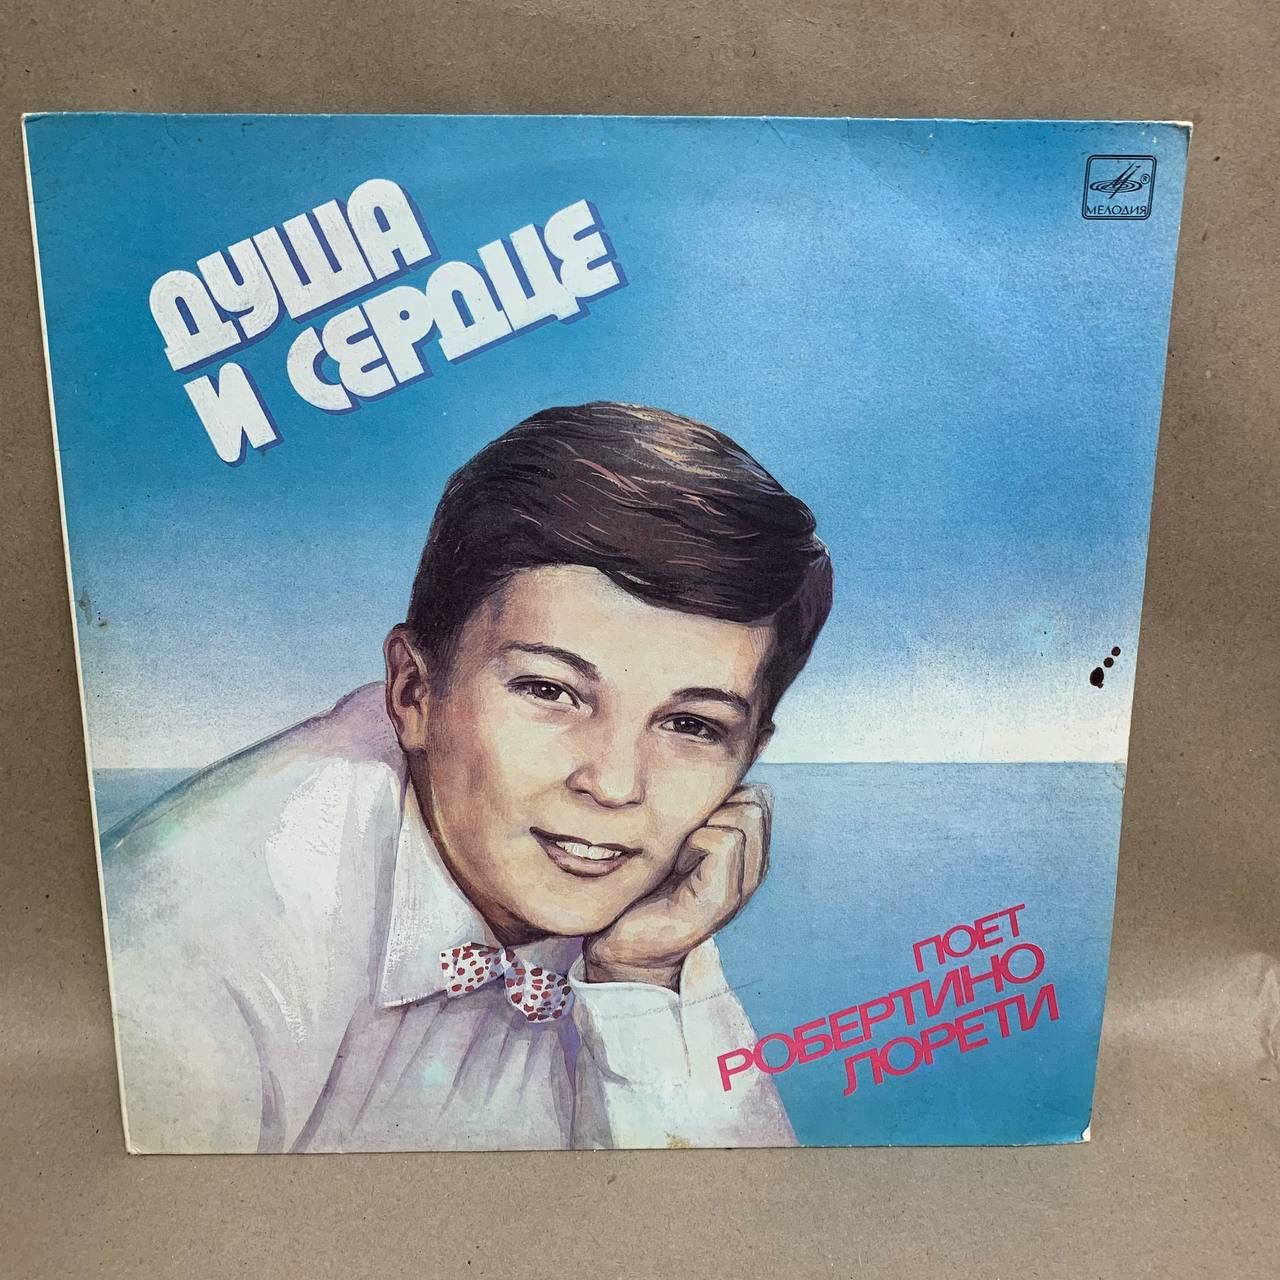 ДУША
И СЕРДЦЕ
МЕЛОДИЯ
®
ПОЕТ
РОБЕРТИНО
ЛОРЕТИ